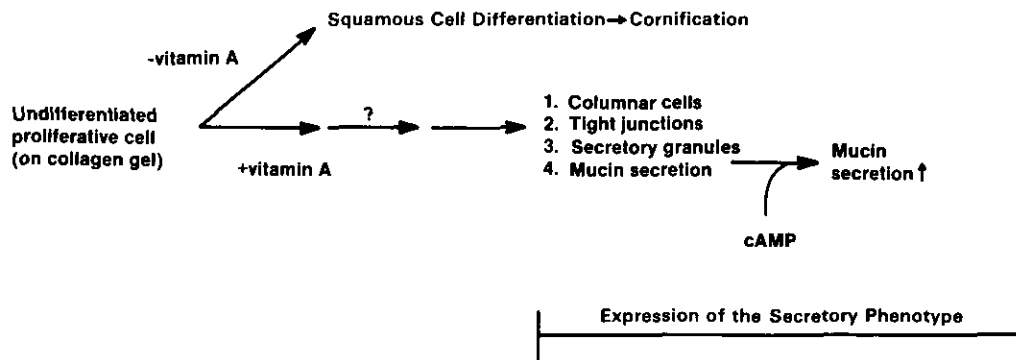 Squamous Cell Differentiation→Cornification
-vitamin A
Undifferentiated
proliferative cell
(on collagen gel)
?
+vitamin A
1. Columnar cells
2. Tight junctions
3. Secretory granules
4. Mucin secretion
Mucin
secretion↑
cAMP
Expression of the Secretory Phenotype